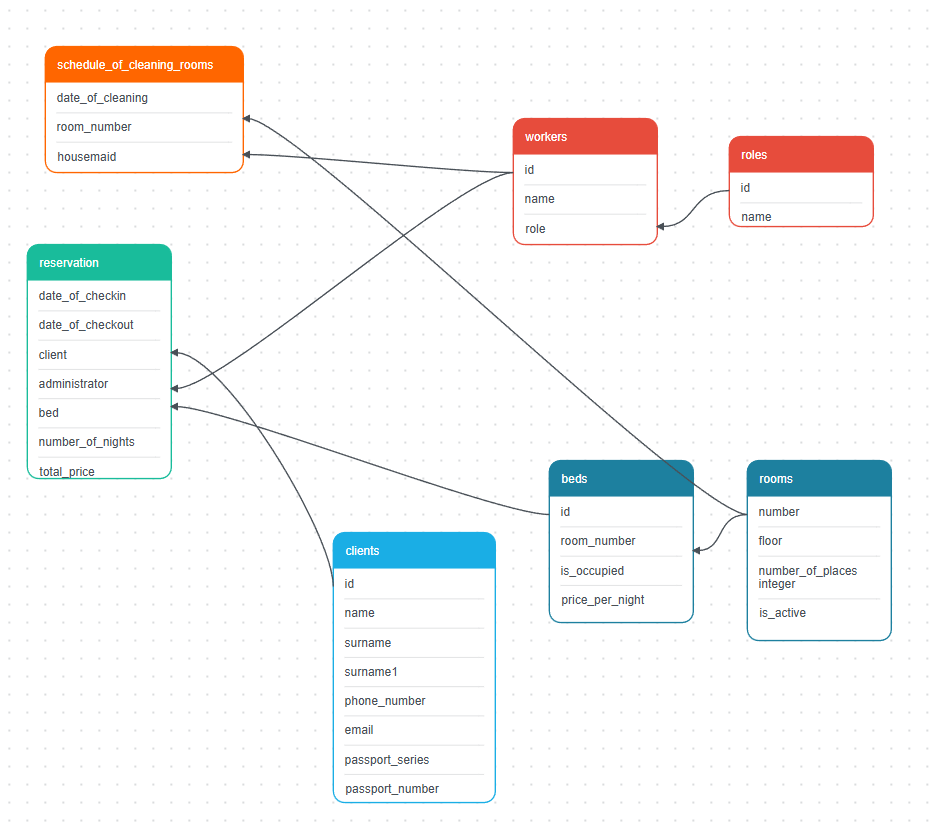 schedule_of_cleaning_rooms
date_of_cleaning
room_number
housemaid
workers
id
name
role
roles
id
name
reservation
date_of_checkin
date_of_checkout
client
administrator
bed
number_of_nights
total_price
beds
id
room_number
is_occupied
price_per_night
rooms
number
floor
number_of_places
integer
is_active
clients
id
name
surname
surname1
phone_number
email
passport_series
passport_number